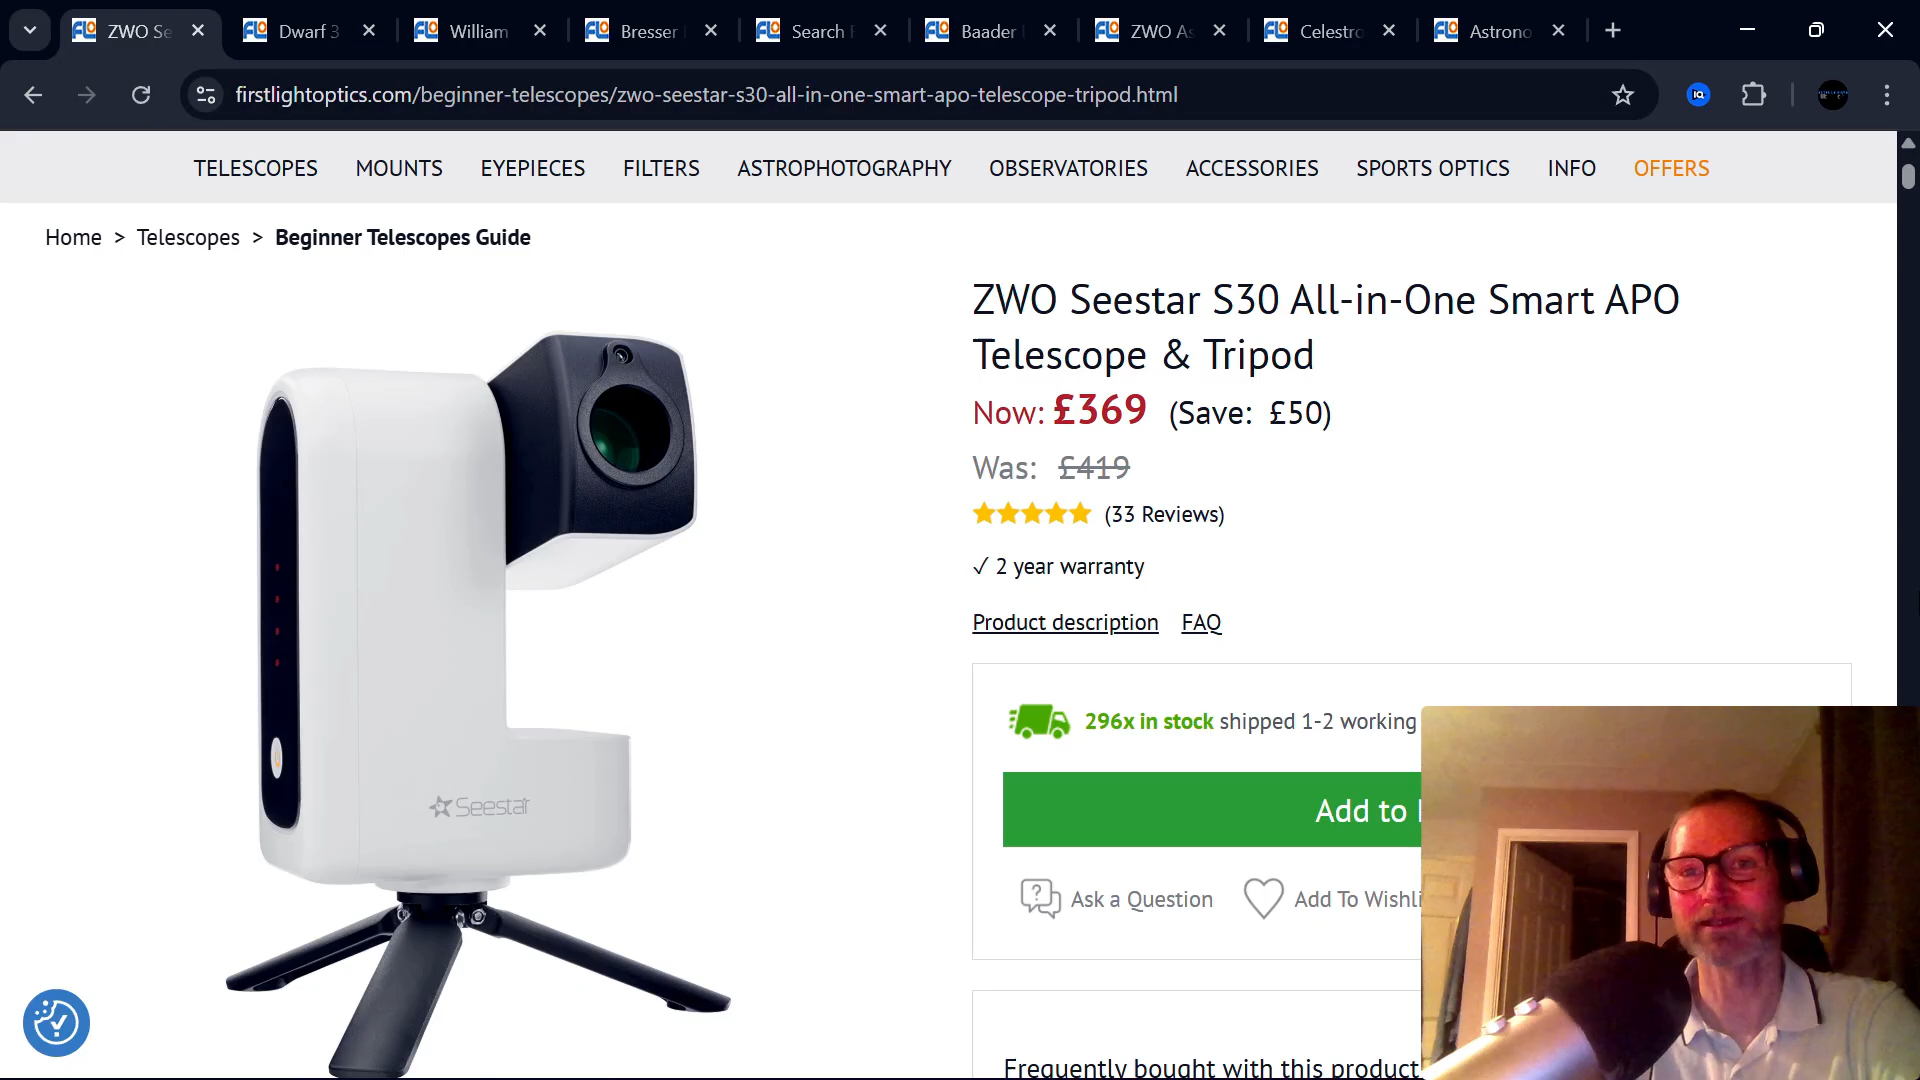 ZWO Se
Dwarf 3
William
Bresser
Search
Baader
ZWO As
Celestro
Astrono
firstlightoptics.com/beginner-telescopes/zwo-seestar-s30-all-in-one-smart-apo-telescope-tripod.html
IQ
TELESCOPES MOUNTS EYEPIECES FILTERS ASTROPHOTOGRAPHY OBSERVATORIES ACCESSORIES SPORTS OPTICS INFO OFFERS
Home > Telescopes > Beginner Telescopes Guide
ZWO Seestar S30 All-in-One Smart APO
Telescope & Tripod
Now: £369 (Save: £50)
Was: £419
(33 Reviews)
✓ 2 year warranty
Product description FAQ
296x in stock shipped 1-2 working
Add to
Ask a Question Add To Wishli
Seestar
Frequently bought with this product